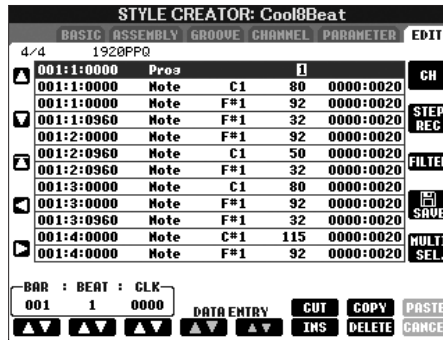 STYLE CREATOR: Cool8Beat
BASIC ASSEMBLY GROOVE CHANNEL PARAMETER EDIT
4/4 1920PPQ
001:1:0000 Prog 1
001:1:0000 Note C1 80 0000:0020
001:1:0000 Note F#1 92 0000:0020
001:1:0960 Note F#1 32 0000:0020
001:2:0000 Note F#1 92 0000:0020
001:2:0960 Note C1 50 0000:0020
001:2:0960 Note F#1 32 0000:0020
001:3:0000 Note C1 80 0000:0020
001:3:0000 Note F#1 92 0000:0020
001:3:0960 Note F#1 32 0000:0020
001:4:0000 Note C#1 115 0000:0020
001:4:0000 Note F#1 92 0000:0020
CH
STEP
REC
FILTER
SAVE
MULTI
SEL.
BAR : BEAT : CLK
001 1 0000
DATA ENTRY
CUT COPY PASTE
INS DELETE CANCE